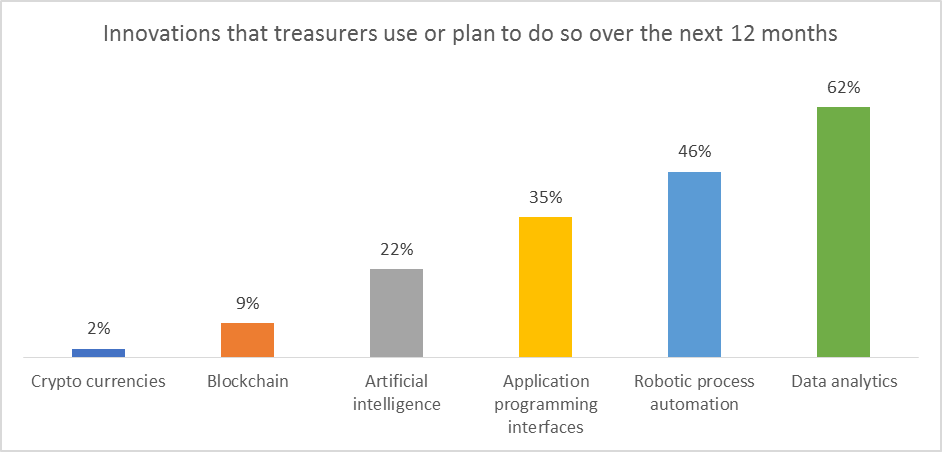 Innovations that treasurers use or plan to do so over the next 12 months
62%
46%
35%
22%
9%
2%
Crypto currencies
Blockchain
Artificial
intelligence
Application
programming
interfaces
Robotic process
automation
Data analytics